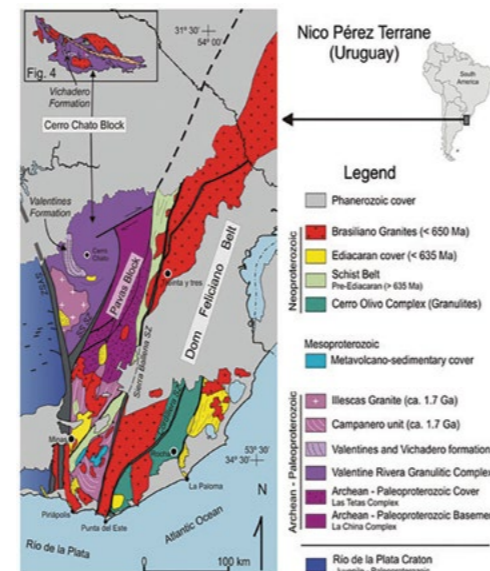 31° 30'
54° 00'
Fig. 4
Vichadero
Formation
Cerro Chato Block
Valentines
Formation
Cerro
Chato
ZSAS
Pavas Block
Treinta y tres
Dom Feliciano Belt
Sierra Ballena SZ
Minas
Rocha
La Paloma
53° 30'
34° 30'
Piriápolis
Punta del Este
Atlantic Ocean
Río de la Plata
N
0
100 km
Nico Pérez Terrane
(Uruguay)
South
America
Legend
Phanerozoic cover
Neoproterozoic
Brasiliano Granites (< 650 Ma)
Ediacaran cover (< 635 Ma)
Schist Belt
Pre-Ediacaran (> 635 Ma)
Cerro Olivo Complex (Granulites)
Mesoproterozoic
Metavolcano-sedimentary cover
Archean - Paleoproterozoic
Illescas Granite (ca. 1.7 Ga)
Campanero unit (ca. 1.7 Ga)
Valentines and Vichadero formation
Valentine Rivera Granulitic Complex
Archean - Paleoproterozoic Cover
Las Tetas Complex
Archean - Paleoproterozoic Basement
La China Complex
Río de la Plata Craton